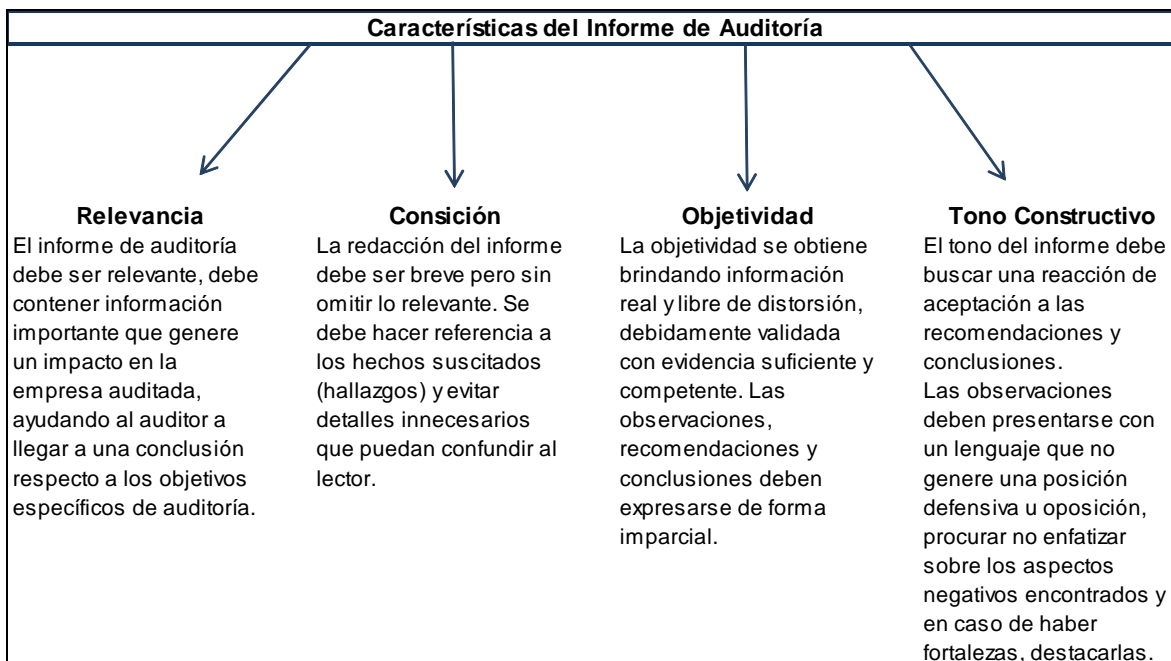 Características del Informe de Auditoría
Relevancia
El informe de auditoría
debe ser relevante, debe
contener información
importante que genere
un impacto en la
empresa auditada,
ayudando al auditor a
llegar a una conclusión
respecto a los objetivos
específicos de auditoría.
Consición
La redacción del informe
debe ser breve pero sin
omitir lo relevante. Se
debe hacer referencia a
los hechos suscitados
(hallazgos) y evitar
detalles innecesarios
que puedan confundir al
lector.
Objetividad
La objetividad se obtiene
brindando información
real y libre de distorsión,
debidamente validada
con evidencia suficiente y
competente. Las
observaciones,
recomendaciones y
conclusiones deben
expresarse de forma
imparcial.
Tono Constructivo
El tono del informe debe
buscar una reacción de
aceptación a las
recomendaciones y
conclusiones.
Las observaciones
deben presentarse con
un lenguaje que no
genere una posición
defensiva u oposición,
procurar no enfatizar
sobre los aspectos
negativos encontrados y
en caso de haber
fortalezas, destacarlas.